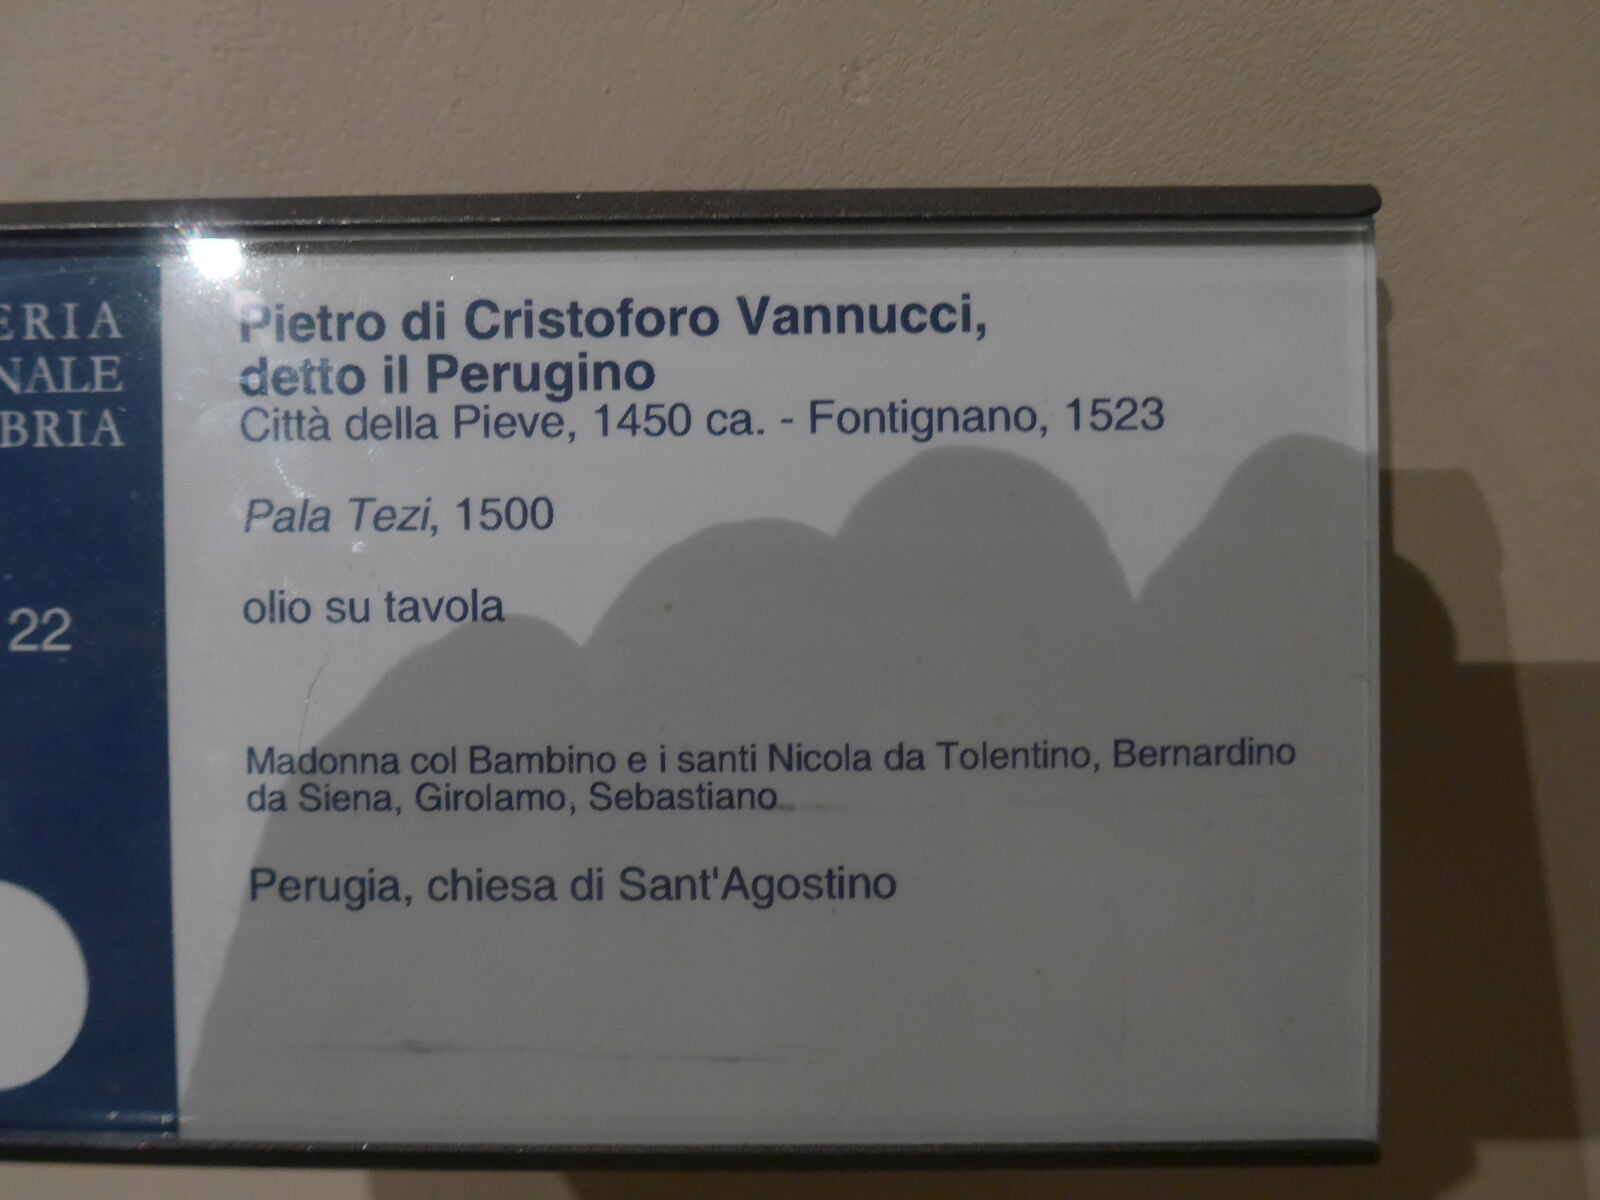 ERIA
NALE
BRIA
22
Pietro di Cristoforo Vannucci,
detto il Perugino
Città della Pieve, 1450 ca. - Fontignano, 1523
Pala Tezi, 1500
olio su tavola
Madonna col Bambino e i santi Nicola da Tolentino, Bernardino
da Siena, Girolamo, Sebastiano
Perugia, chiesa di Sant'Agostino